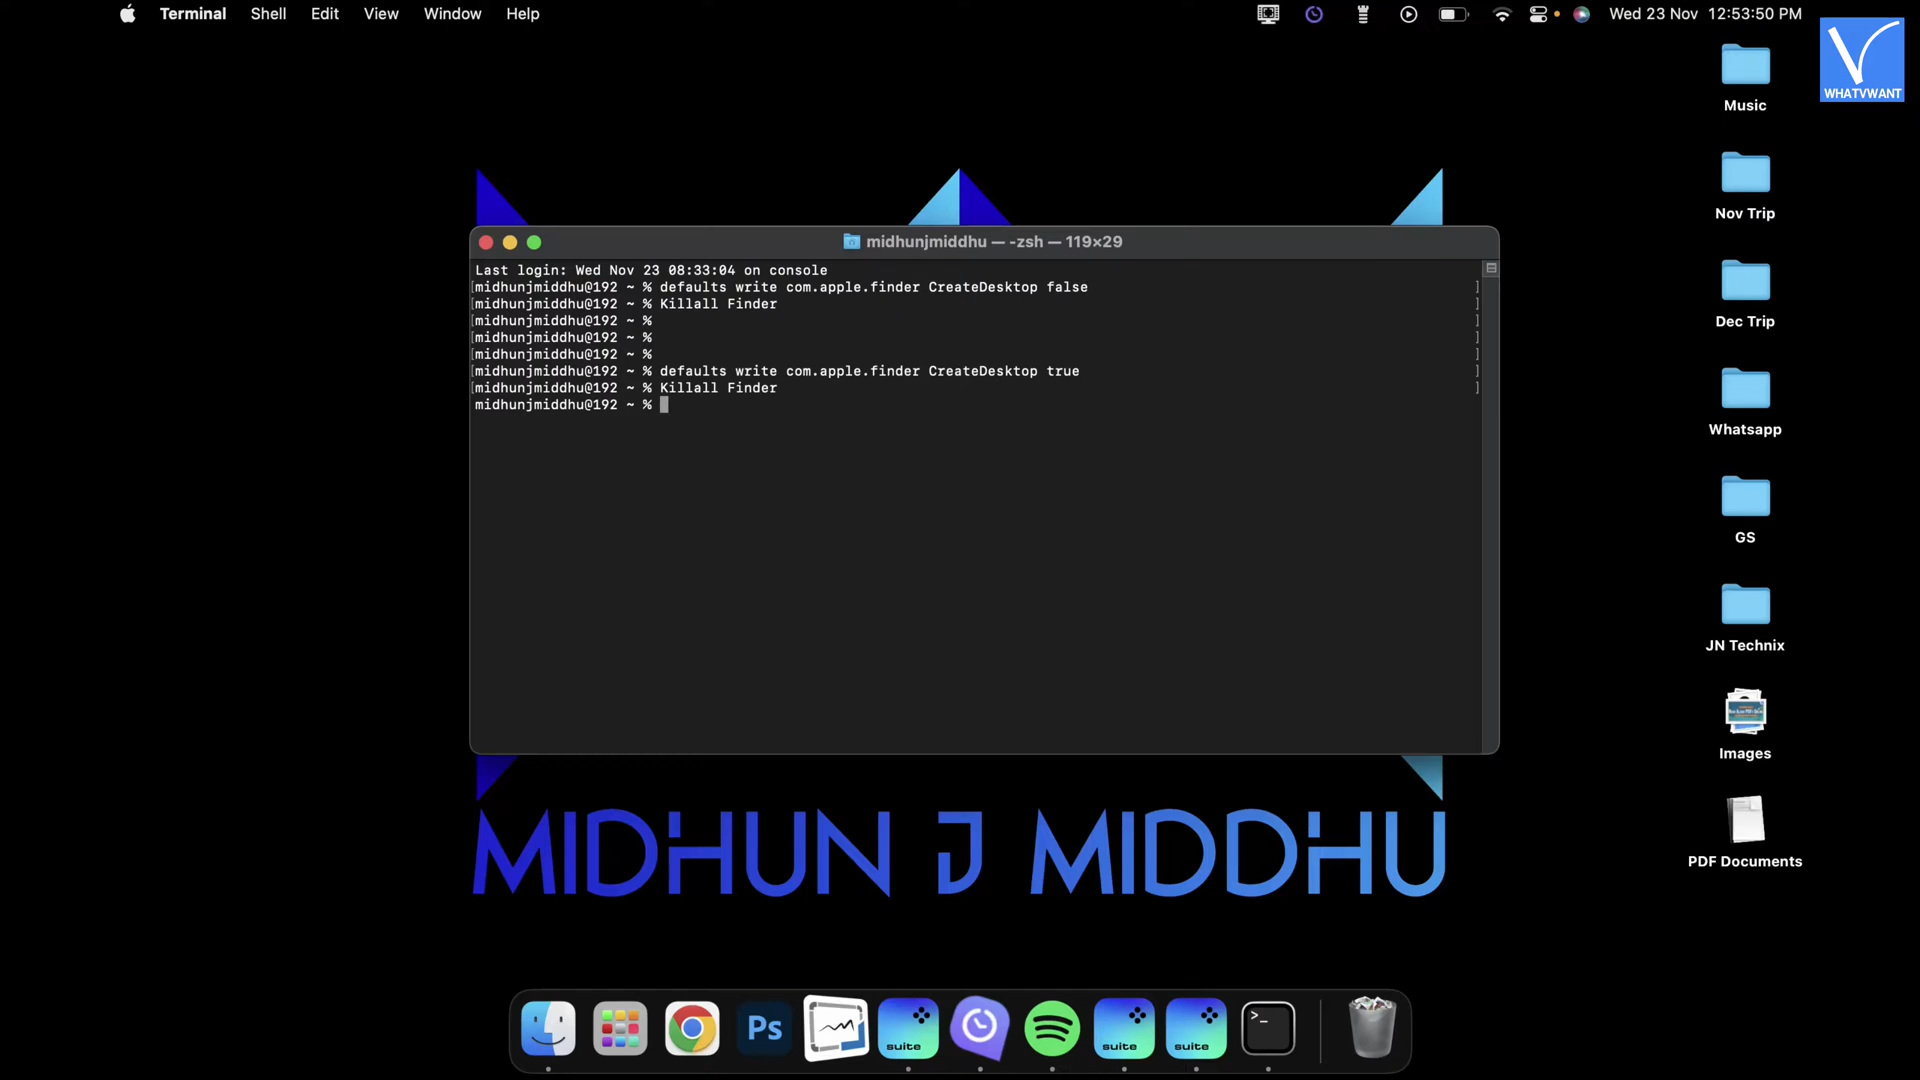 Terminal Shell Edit View Window Help Wed 23 Nov 12:53:50 PM
WHATVWANT
Music
Nov Trip
Dec Trip
Whatsapp
GS
JN Technix
Images
PDF Documents
midhunjmiddhu — -zsh — 119×29
Last login: Wed Nov 23 08:33:04 on console
[midhunjmiddhu@192 ~ % defaults write com.apple.finder CreateDesktop false ]
[midhunjmiddhu@192 ~ % Killall Finder ]
[midhunjmiddhu@192 ~ % ]
[midhunjmiddhu@192 ~ % ]
[midhunjmiddhu@192 ~ % ]
[midhunjmiddhu@192 ~ % defaults write com.apple.finder CreateDesktop true ]
[midhunjmiddhu@192 ~ % Killall Finder ]
midhunjmiddhu@192 ~ %
MIDHUN J MIDDHU
Ps
suite
suite
suite
>_